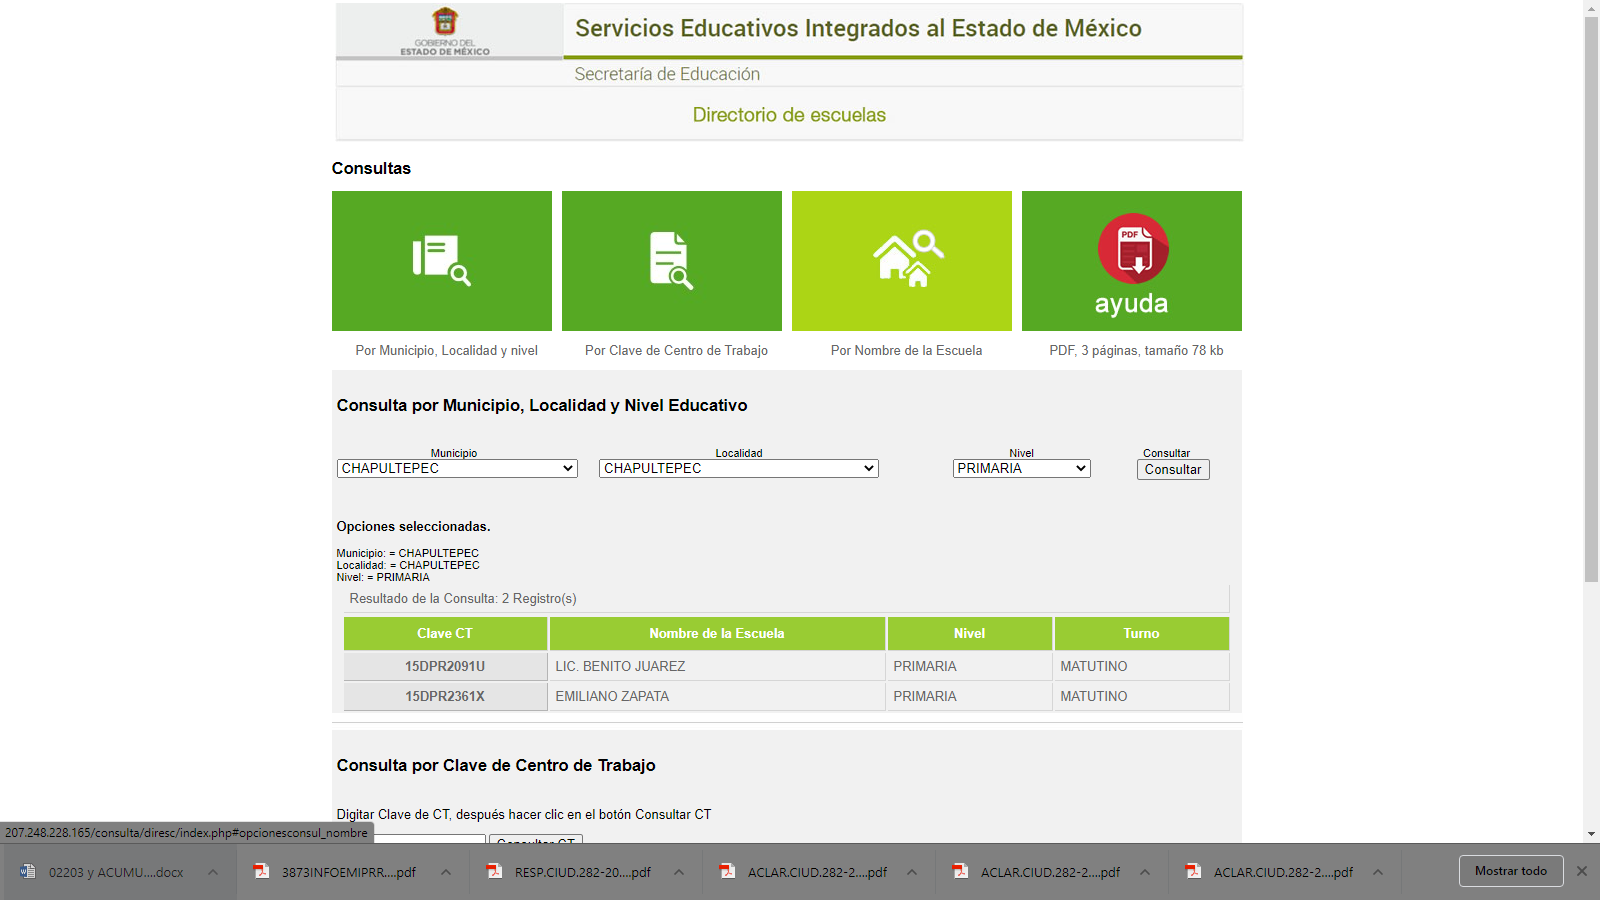 GOBIERNO DEL
ESTADO DE MÉXICO
Servicios Educativos Integrados al Estado de México
Secretaría de Educación
Directorio de escuelas
Consultas
PDF
ayuda
Por Municipio, Localidad y nivel
Por Clave de Centro de Trabajo
Por Nombre de la Escuela
PDF, 3 páginas, tamaño 78 kb
Consulta por Municipio, Localidad y Nivel Educativo
Municipio Localidad Nivel Consultar
CHAPULTEPEC CHAPULTEPEC PRIMARIA Consultar
Opciones seleccionadas.
Municipio: = CHAPULTEPEC
Localidad: = CHAPULTEPEC
Nivel: = PRIMARIA
Resultado de la Consulta: 2 Registro(s)
Clave CT Nombre de la Escuela Nivel Turno
15DPR2091U LIC. BENITO JUAREZ PRIMARIA MATUTINO
15DPR2361X EMILIANO ZAPATA PRIMARIA MATUTINO
Consulta por Clave de Centro de Trabajo
Digitar Clave de CT, después hacer clic en el botón Consultar CT
Consultar CT
207.248.228.165/consulta/diresc/index.php#opcionesconsul_nombre
02203 y ACUMU....docx 3873INFOEMIPRR....pdf RESP.CIUD.282-20....pdf ACLAR.CIUD.282-2....pdf ACLAR.CIUD.282-2....pdf ACLAR.CIUD.282-2....pdf Mostrar todo